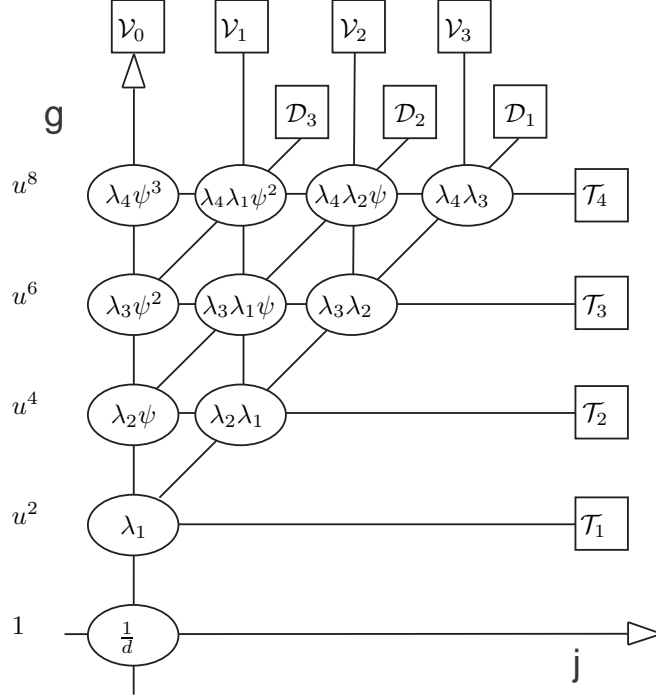 𝒱₀ 𝒱₁ 𝒱₂ 𝒱₃
g 𝒟₃ 𝒟₂ 𝒟₁
u⁸ λ₄ψ³ λ₄λ₁ψ² λ₄λ₂ψ λ₄λ₃ 𝒯₄
u⁶ λ₃ψ² λ₃λ₁ψ λ₃λ₂ 𝒯₃
u⁴ λ₂ψ λ₂λ₁ 𝒯₂
u² λ₁ 𝒯₁
1 1/d
j